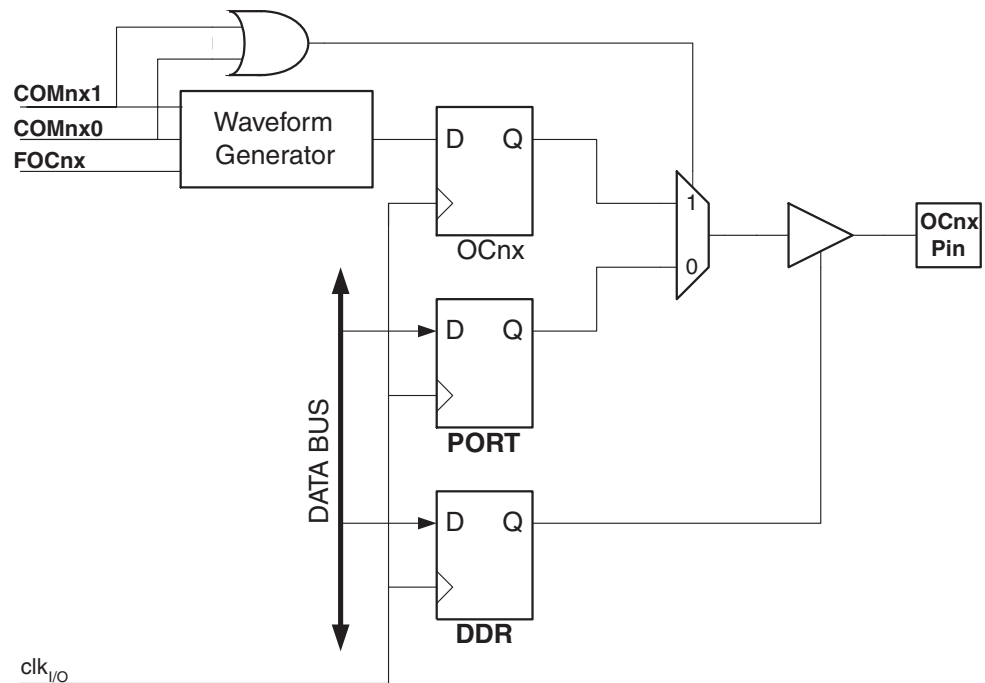 COMnx1
COMnx0
FOCnx
Waveform
Generator
D Q
OCnx
1
0
OCnx
Pin
D Q
PORT
DATA BUS
D Q
DDR
clkI/O